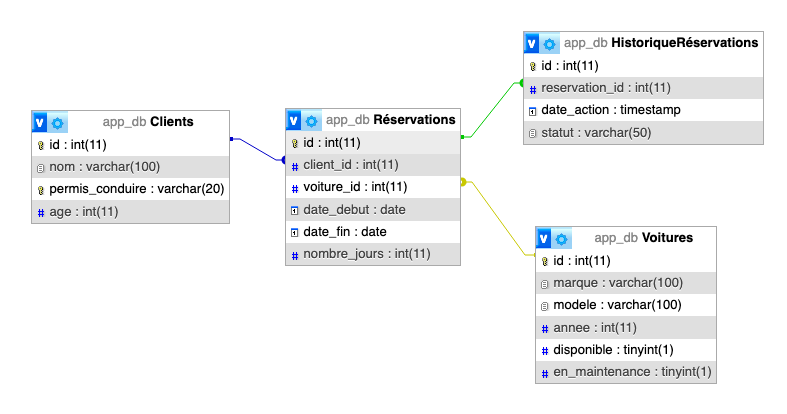 app_db HistoriqueRéservations
id : int(11)
reservation_id : int(11)
date_action : timestamp
statut : varchar(50)
app_db Clients
id : int(11)
nom : varchar(100)
permis_conduire : varchar(20)
age : int(11)
app_db Réservations
id : int(11)
client_id : int(11)
voiture_id : int(11)
date_debut : date
date_fin : date
nombre_jours : int(11)
app_db Voitures
id : int(11)
marque : varchar(100)
modele : varchar(100)
annee : int(11)
disponible : tinyint(1)
en_maintenance : tinyint(1)